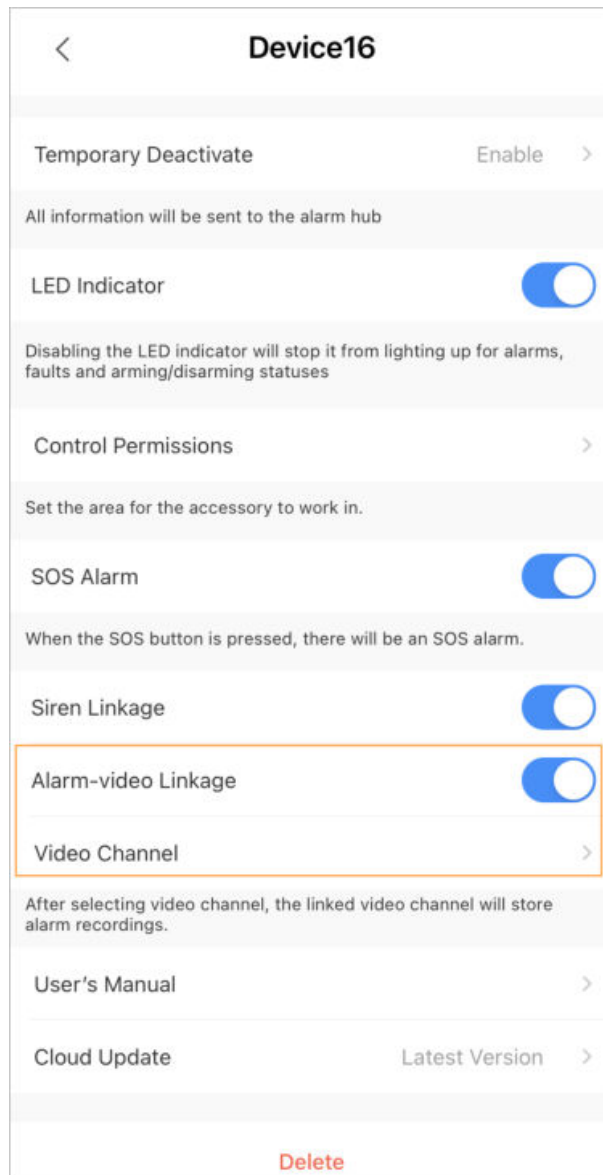 Device16
Temporary Deactivate Enable
All information will be sent to the alarm hub
LED Indicator
Disabling the LED indicator will stop it from lighting up for alarms,
faults and arming/disarming statuses
Control Permissions
Set the area for the accessory to work in.
SOS Alarm
When the SOS button is pressed, there will be an SOS alarm.
Siren Linkage
Alarm-video Linkage
Video Channel
After selecting video channel, the linked video channel will store
alarm recordings.
User's Manual
Cloud Update Latest Version
Delete